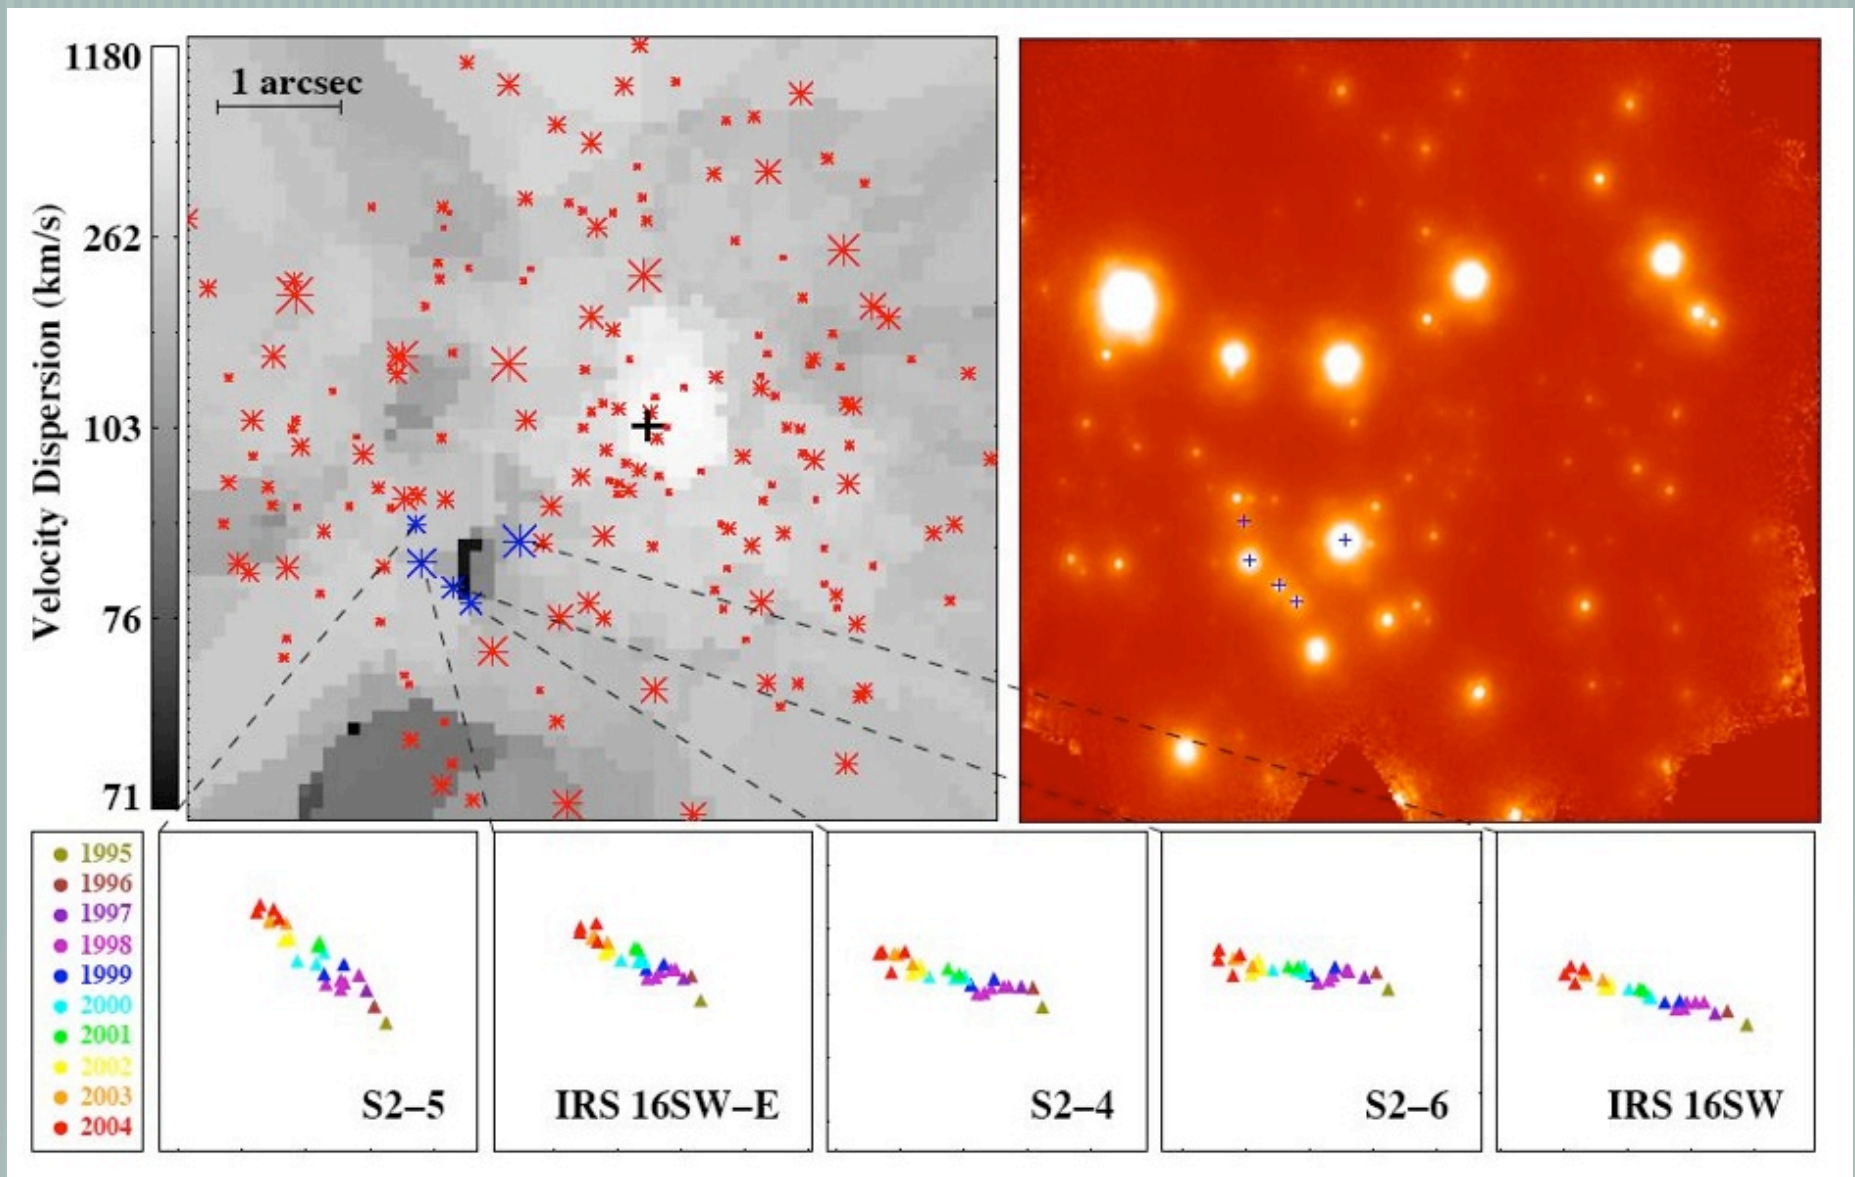 1 arcsec
Velocity Dispersion (km/s)
1180
262
103
76
71
1995
1996
1997
1998
1999
2000
2001
2002
2003
2004
S2–5
IRS 16SW–E
S2–4
S2–6
IRS 16SW